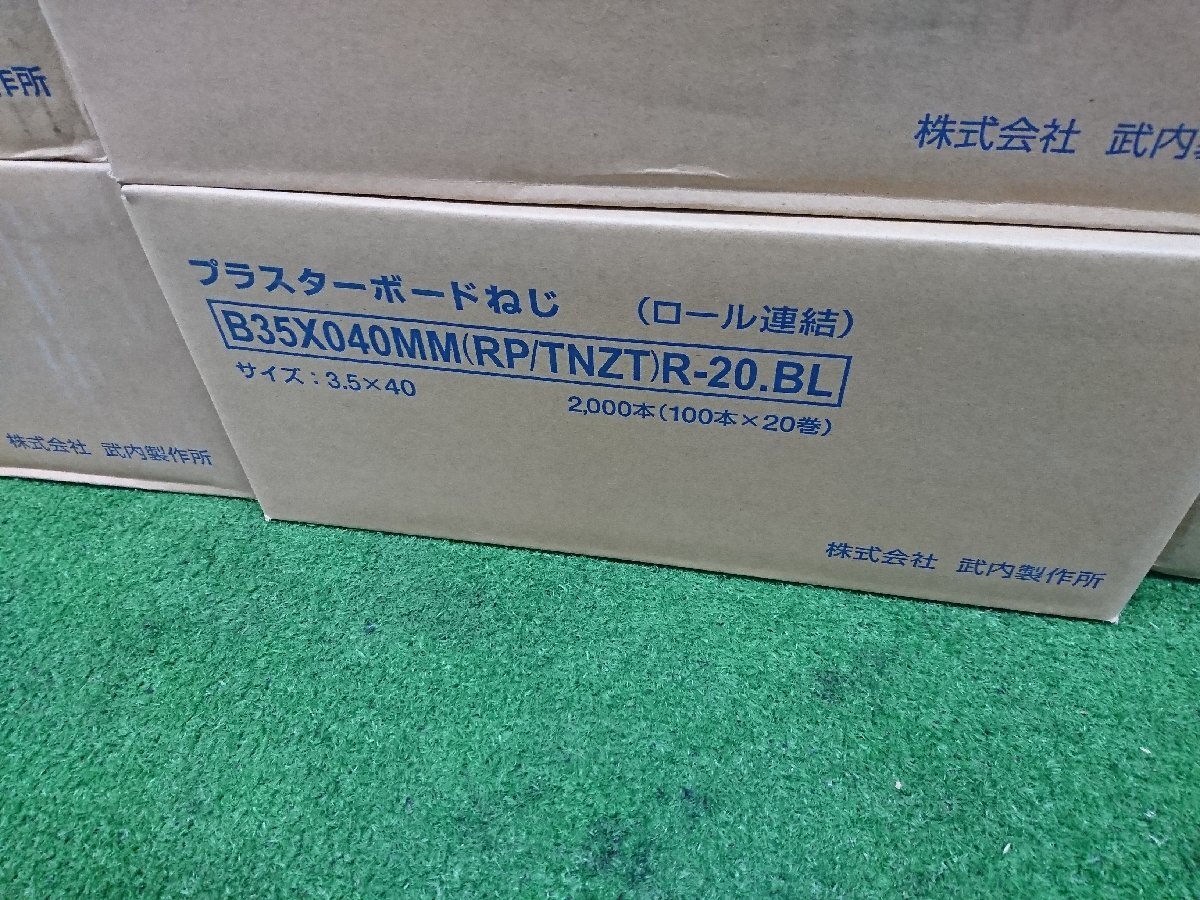 作所
株式会社 武内
プラスターボードねじ （ロール連結）
B35X040MM(RP/TNZT)R-20.BL
サイズ：3.5×40
2,000本（100本×20巻）
株式会社 武内製作所
株式会社 武内製作所